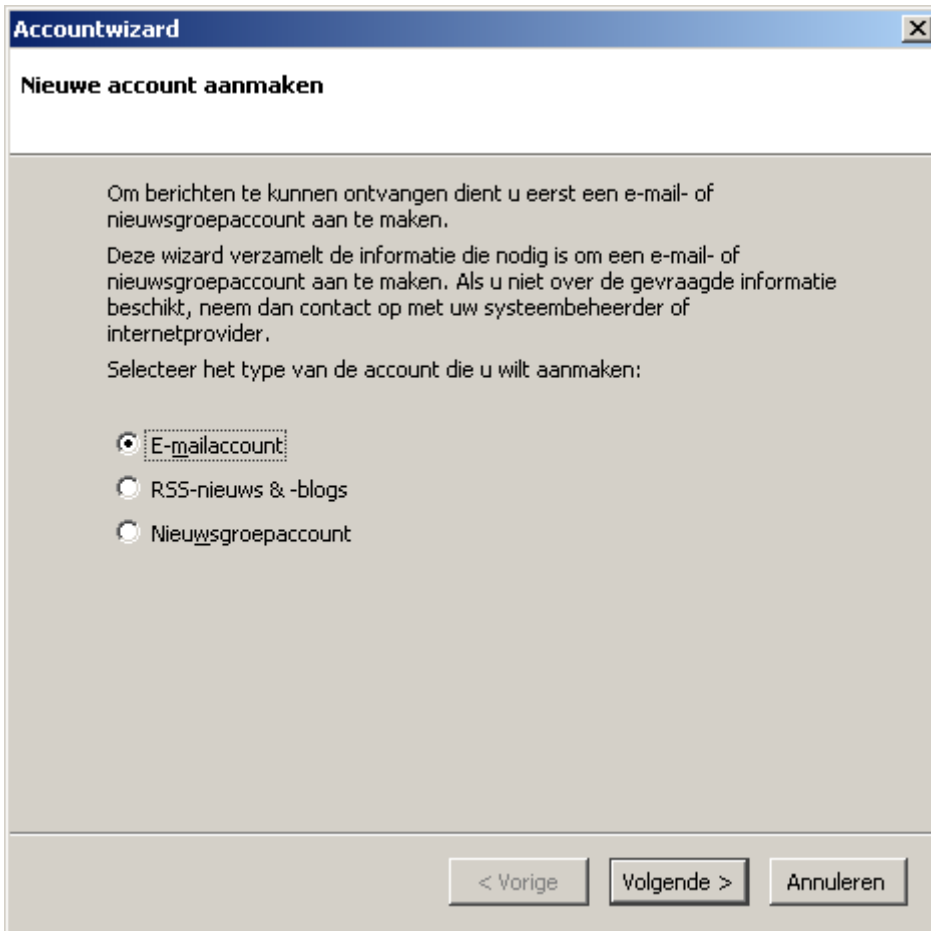 Accountwizard
Nieuwe account aanmaken
Om berichten te kunnen ontvangen dient u eerst een e-mail- of
nieuwsgroepaccount aan te maken.
Deze wizard verzamelt de informatie die nodig is om een e-mail- of
nieuwsgroepaccount aan te maken. Als u niet over de gevraagde informatie
beschikt, neem dan contact op met uw systeembeheerder of
internetprovider.
Selecteer het type van de account die u wilt aanmaken:
E-mailaccount
RSS-nieuws & -blogs
Nieuwsgroepaccount
< Vorige
Volgende >
Annuleren